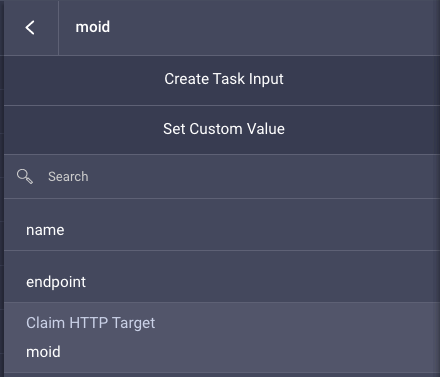 moid
Create Task Input
Set Custom Value
Search
name
endpoint
Claim HTTP Target
moid